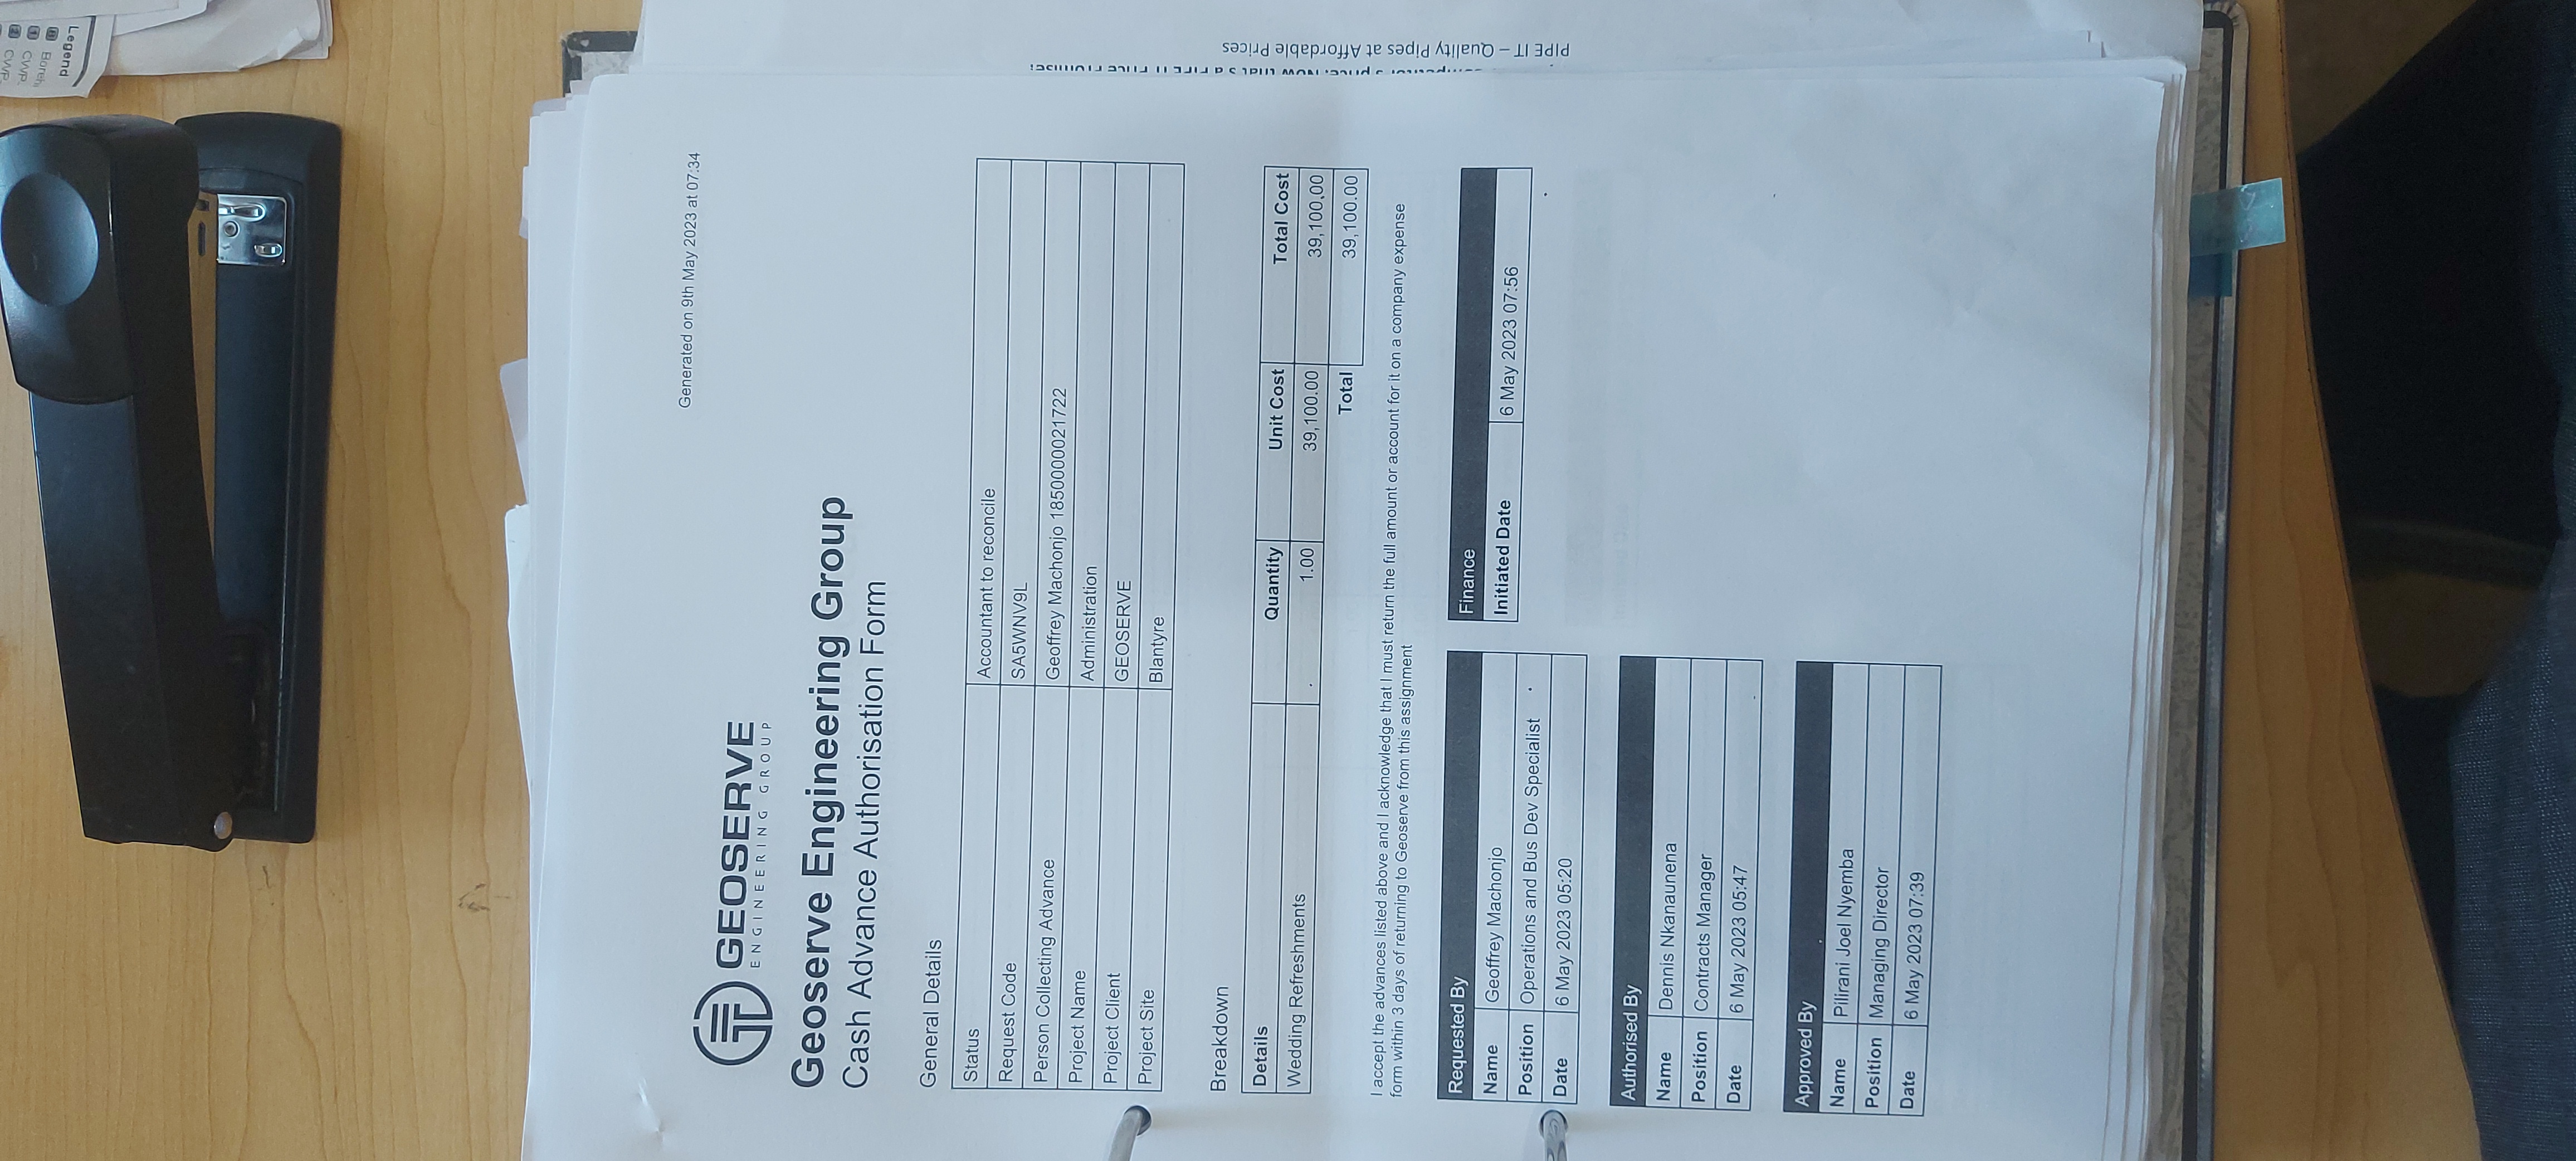 Legend
Boreh
CWP.
CWP.
Generated on 9th May 2023 at 07:34
GEOSERVE
ENGINEERING GROUP
Geoserve Engineering Group
Cash Advance Authorisation Form
General Details
Status Accountant to reconcile
Request Code SA5WNV9L
Person Collecting Advance Geoffrey Machonjo 1850000021722
Project Name Administration
Project Client GEOSERVE
Project Site Blantyre
Breakdown
Details Quantity Unit Cost Total Cost
Wedding Refreshments 1.00 39,100.00 39,100.00
Total 39,100.00
I accept the advances listed above and I acknowledge that I must return the full amount or account for it on a company expense
form within 3 days of returning to Geoserve from this assignment
Requested By
Name Geoffrey Machonjo
Position Operations and Bus Dev Specialist
Date 6 May 2023 05:20
Finance
Initiated Date 6 May 2023 07:56
Authorised By
Name Dennis Nkanaunena
Position Contracts Manager
Date 6 May 2023 05:47
Approved By
Name Pilirani Joel Nyemba
Position Managing Director
Date 6 May 2023 07:39
PIPE IT – Quality Pipes at Affordable Prices